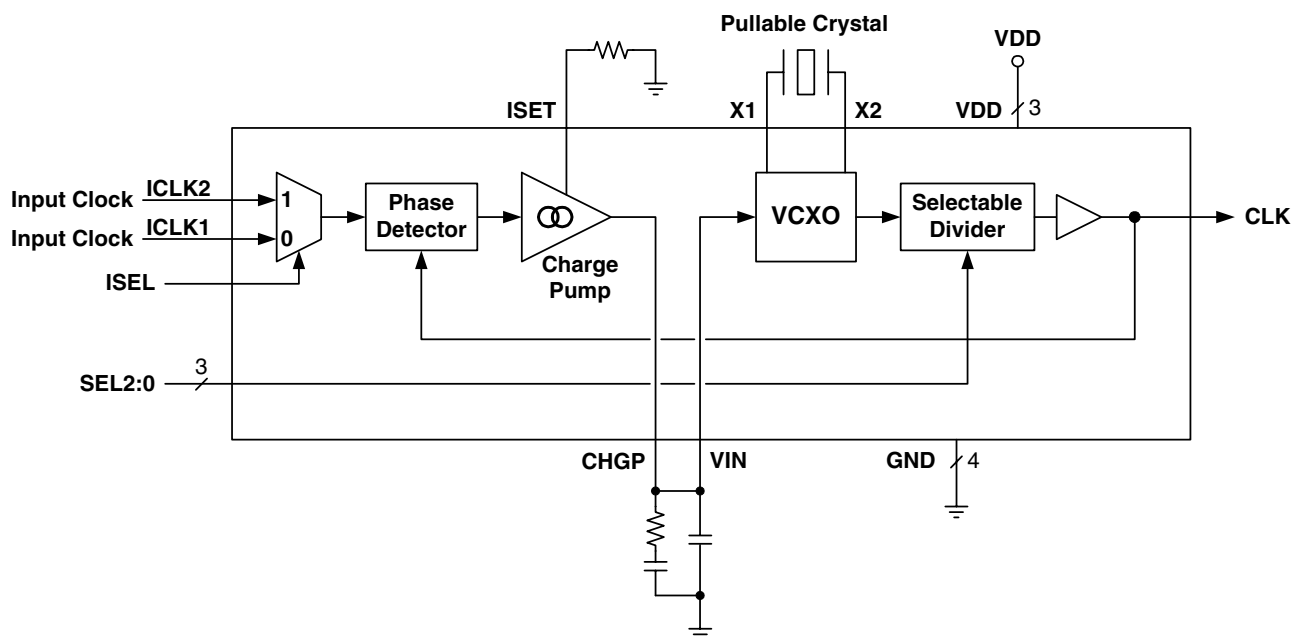 Pullable Crystal
VDD
ISET
X1
X2
VDD
3
Input Clock
ICLK2
1
Input Clock
ICLK1
0
ISEL
Phase
Detector
Charge
Pump
VCXO
Selectable
Divider
CLK
SEL2:0
3
CHGP
VIN
GND
4